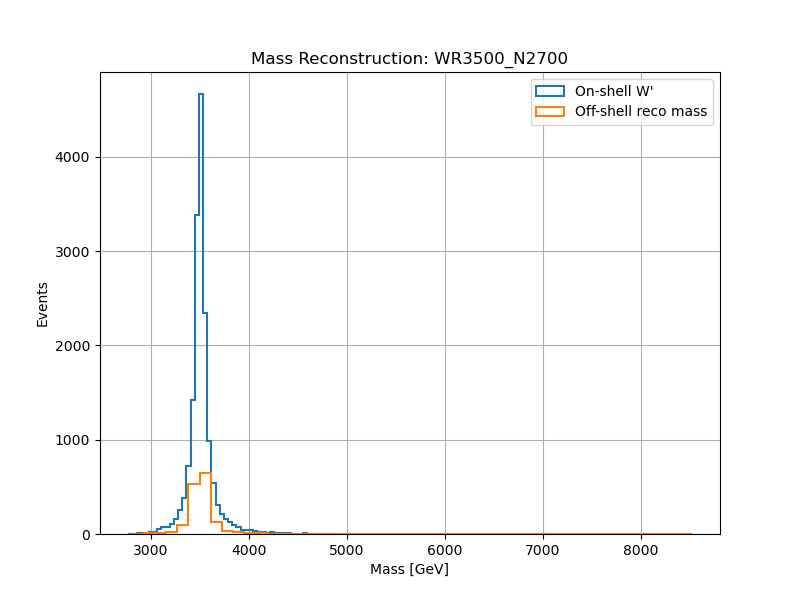 Mass Reconstruction: WR3500_N2700
On-shell W'
Off-shell reco mass
4000
3000
2000
1000
0
Events
3000 4000 5000 6000 7000 8000
Mass [GeV]